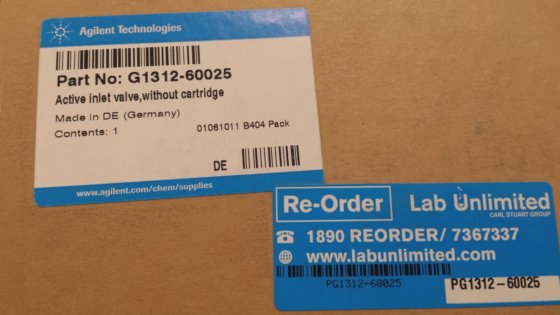 Agilent Technologies
Part No: G1312-60025
Active inlet valve,without cartridge
Made in DE (Germany)
Contents: 1
01061011 B404 Pack
DE
www.agilent.com/chem/supplies
Re-Order
Lab Unlimited
CARL STUART GROUP
1890 REORDER/ 7367337
www.labunlimited.com
PG1312-60025
PG1312-60025